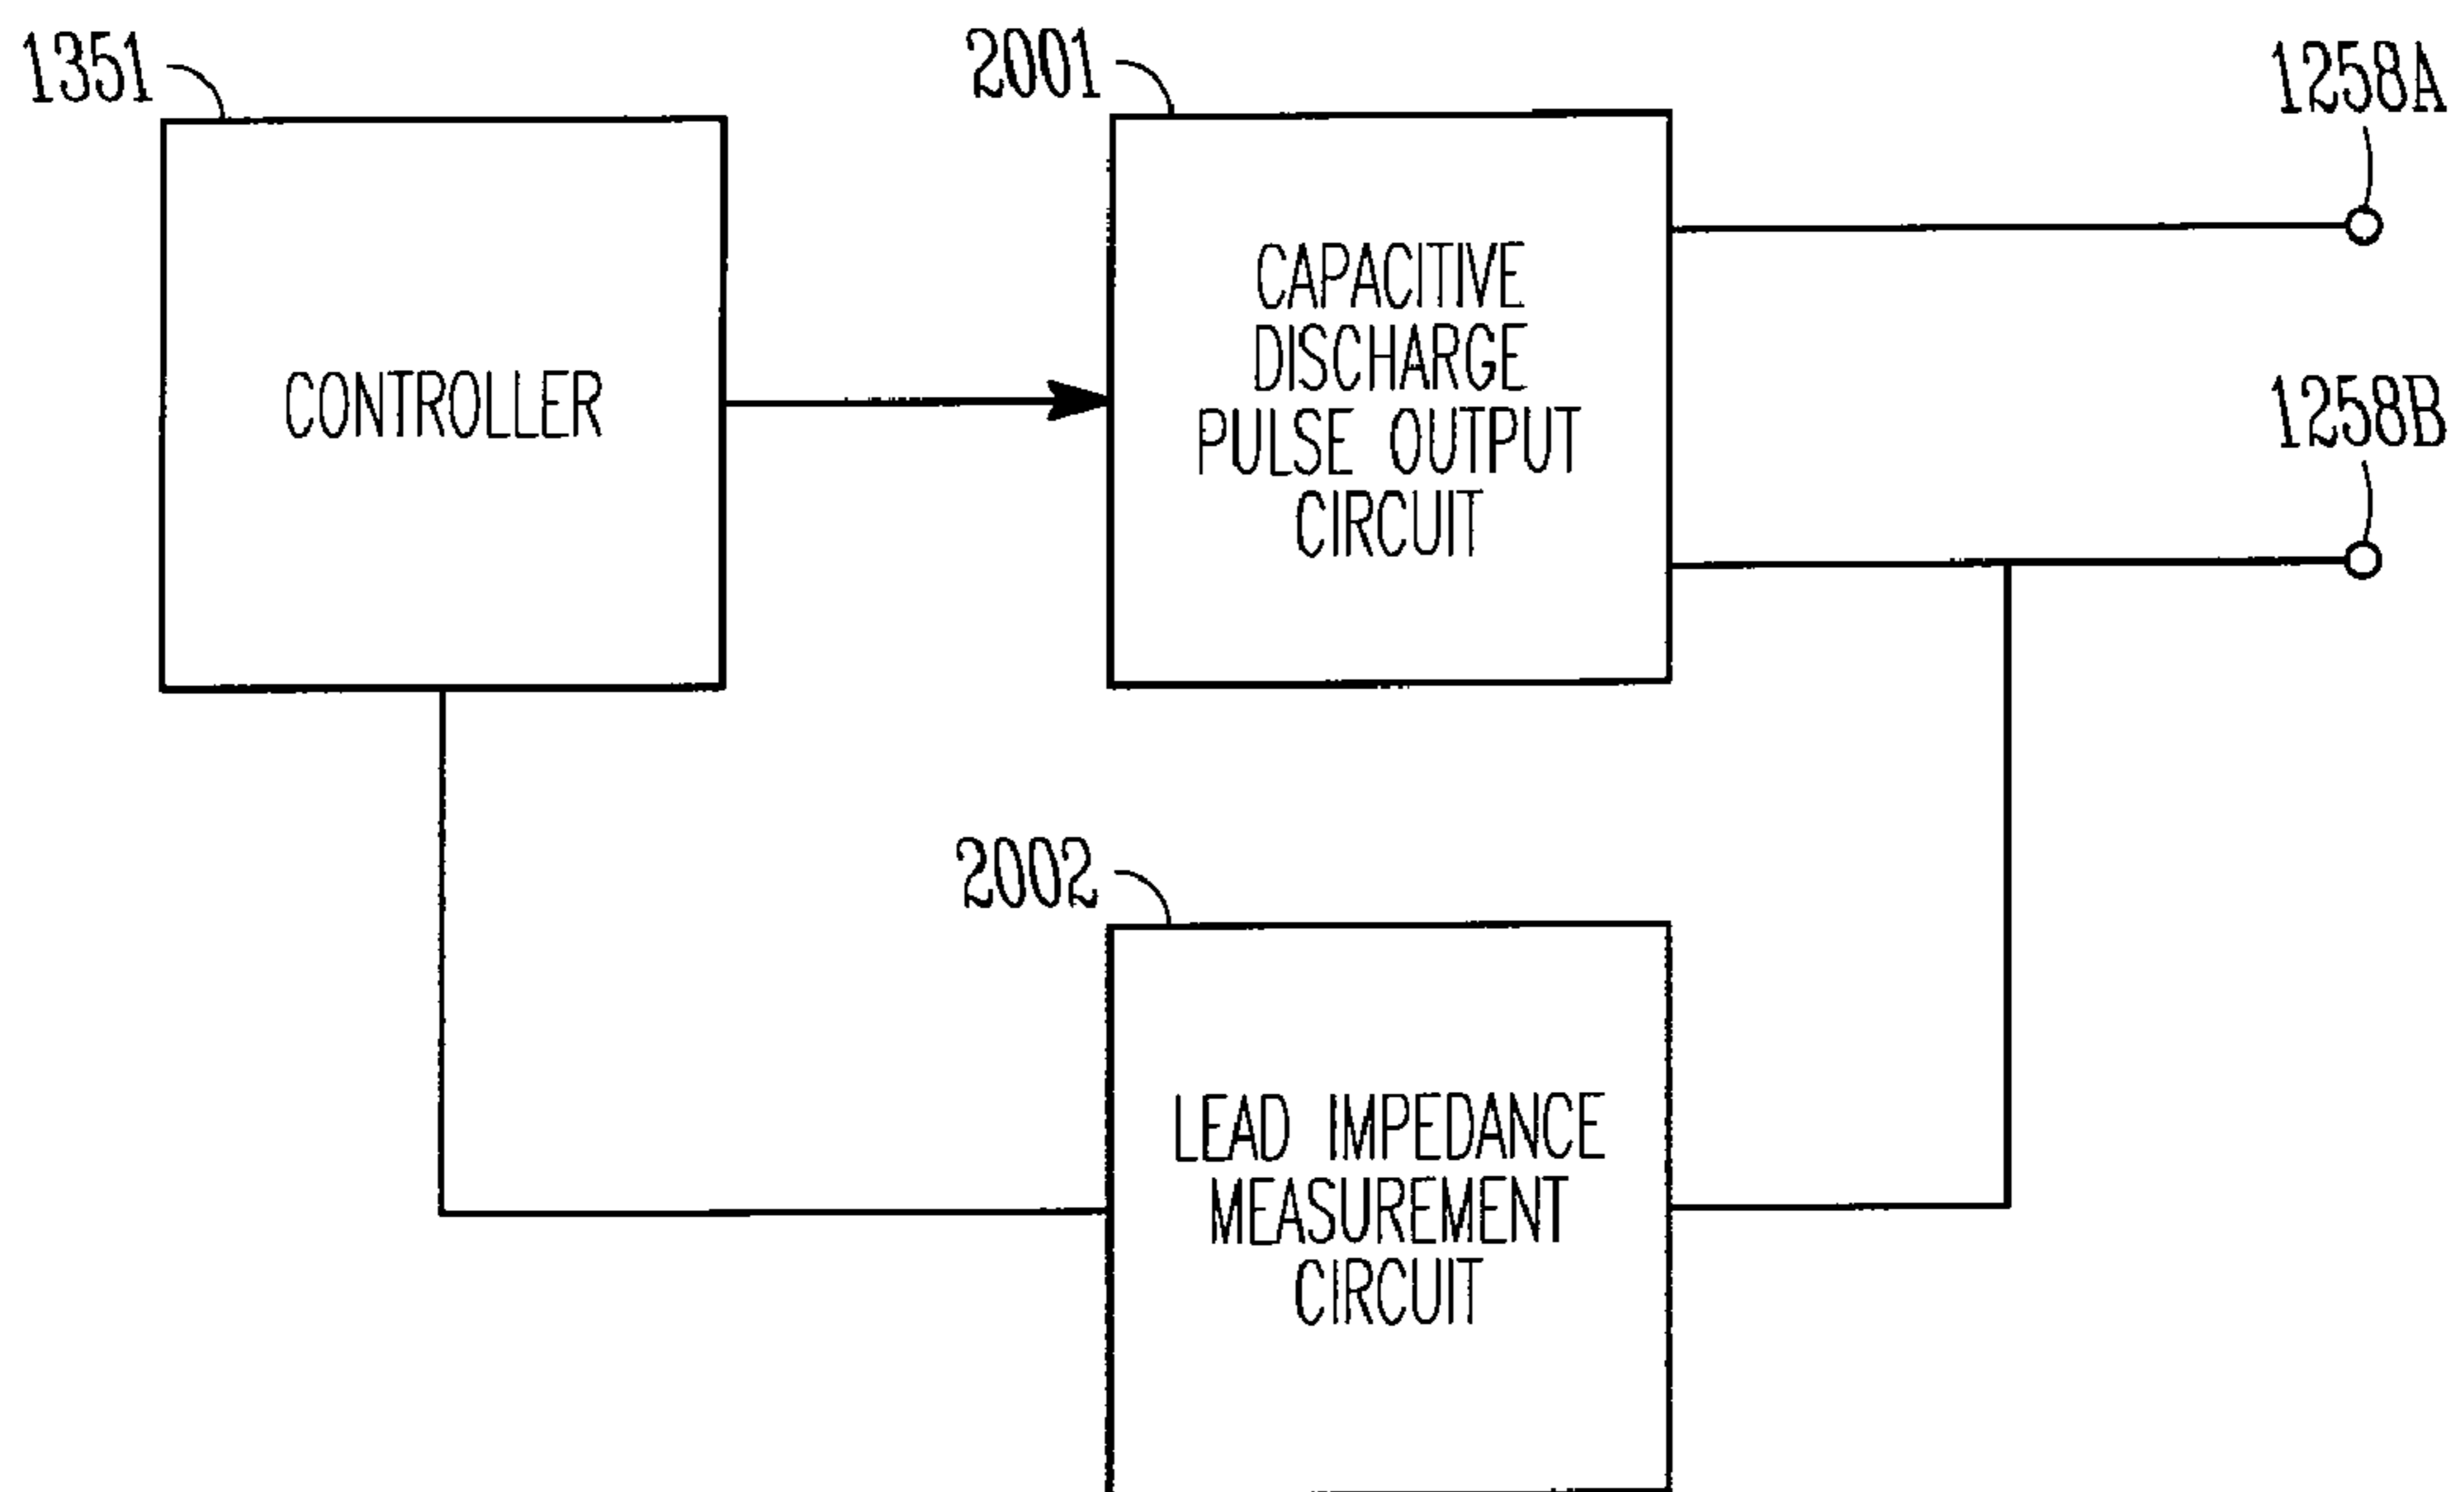 1351
2001
1258A
CONTROLLER
CAPACITIVE
DISCHARGE
PULSE OUTPUT
CIRCUIT
1258B
2002
LEAD IMPEDANCE
MEASUREMENT
CIRCUIT